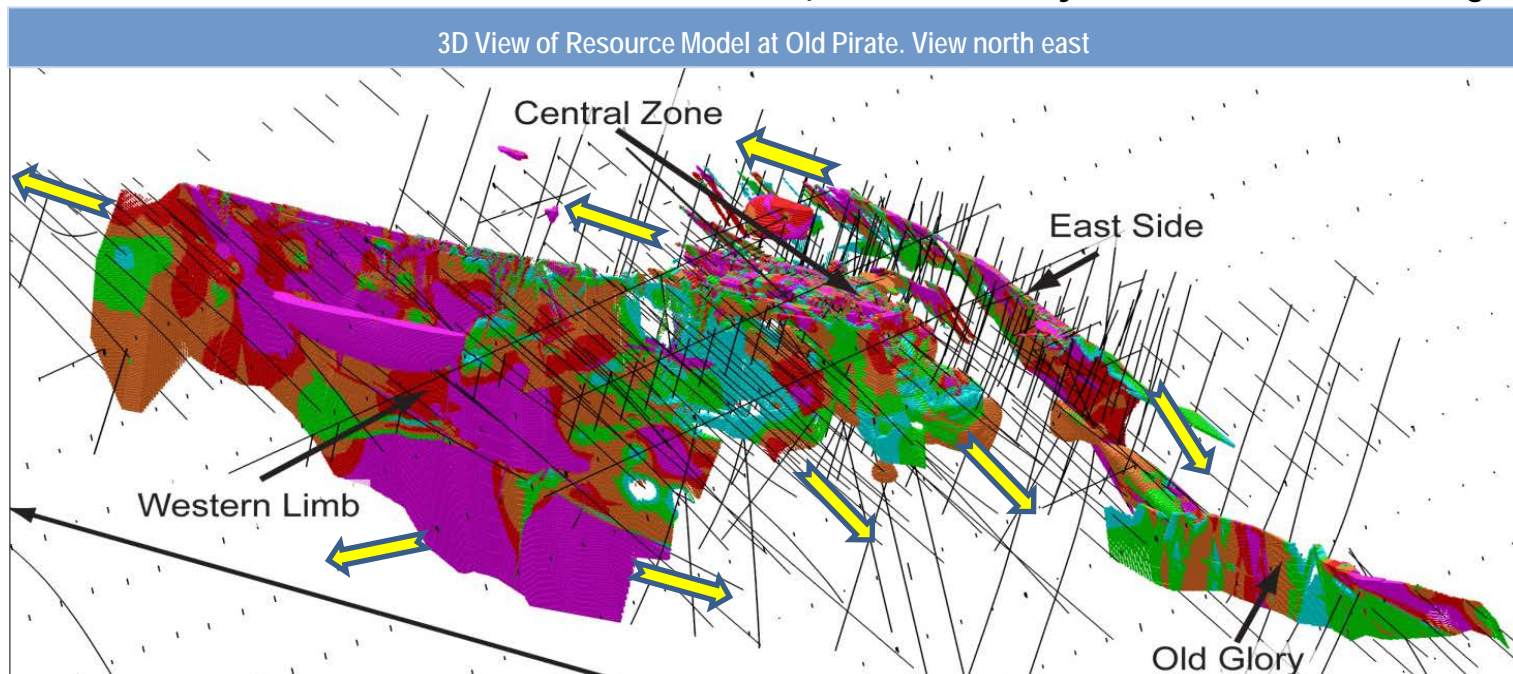 3D View of Resource Model at Old Pirate. View north east
Central Zone
East Side
Western Limb
Old Glory